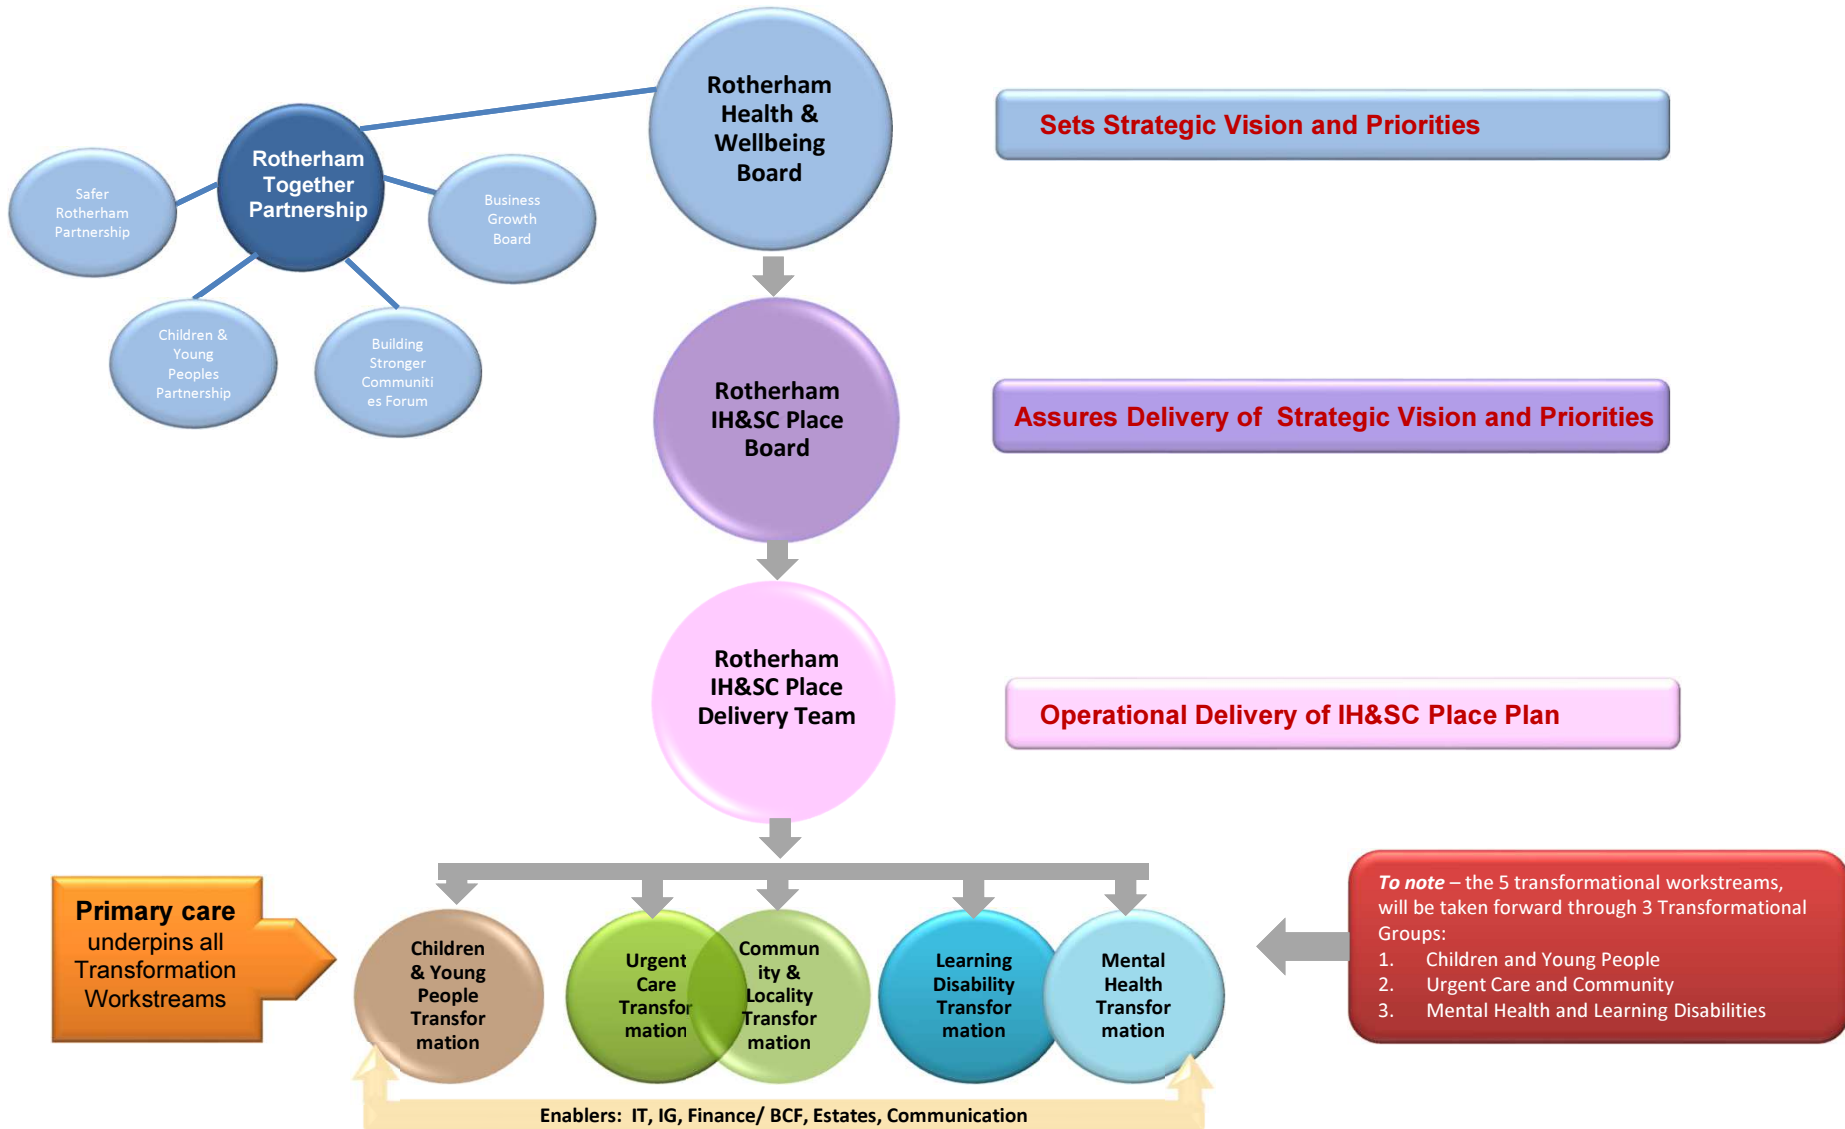 Rotherham
Health &
Wellbeing
Board
Sets Strategic Vision and Priorities
Rotherham
Together
Partnership
Safer
Rotherham
Partnership
Business
Growth
Board
Children &
Young
Peoples
Partnership
Building
Stronger
Communiti
es Forum
Rotherham
IH&SC Place
Board
Assures Delivery of  Strategic Vision and Priorities
Rotherham
IH&SC Place
Delivery Team
Operational Delivery of IH&SC Place Plan
Primary care
underpins all
Transformation
Workstreams
Children
& Young
People
Transfor
mation
Urgent
Care
Transfor
mation
Commun
ity &
Locality
Transfor
mation
Learning
Disability
Transfor
mation
Mental
Health
Transfor
mation
To note – the 5 transformational workstreams,
will be taken forward through 3 Transformational
Groups:
1. Children and Young People
2. Urgent Care and Community
3. Mental Health and Learning Disabilities
Enablers:  IT, IG, Finance/ BCF, Estates, Communication